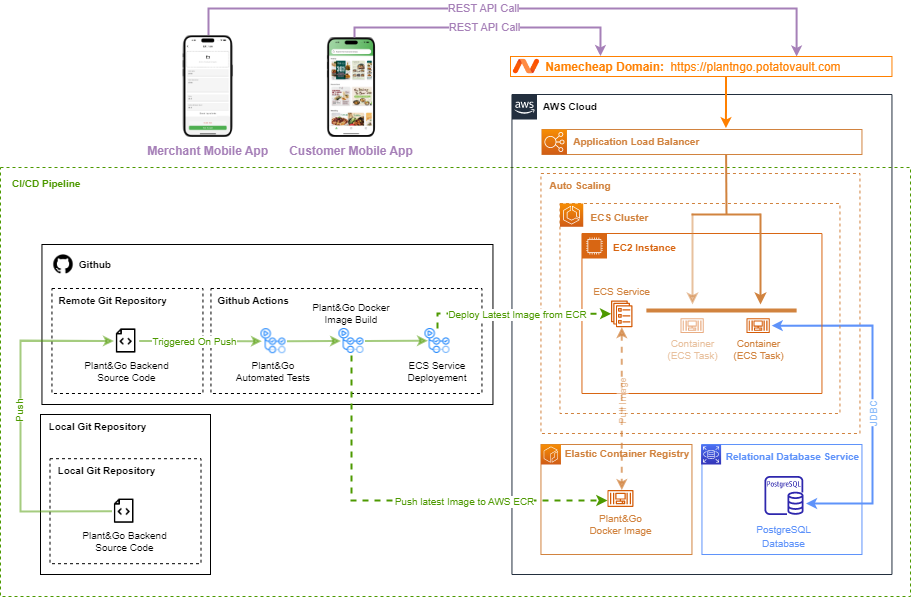 REST API Call
REST API Call
Merchant Mobile App
Customer Mobile App
Namecheap Domain: https://plantngo.potatovault.com
aws
AWS Cloud
Application Load Balancer
CI/CD Pipeline
Auto Scaling
ECS Cluster
EC2 Instance
ECS Service
Container
(ECS Task)
Container
(ECS Task)
Github
Remote Git Repository
Plant&Go Backend
Source Code
Triggered On Push
Github Actions
Plant&Go
Automated Tests
Plant&Go Docker
Image Build
ECS Service
Deployement
Deploy Latest Image from ECR
Pull Image
JDBC
Push
Local Git Repository
Local Git Repository
Plant&Go Backend
Source Code
Push latest Image to AWS ECR
Elastic Container Registry
Plant&Go
Docker Image
Relational Database Service
PostgreSQL
PostgreSQL
Database